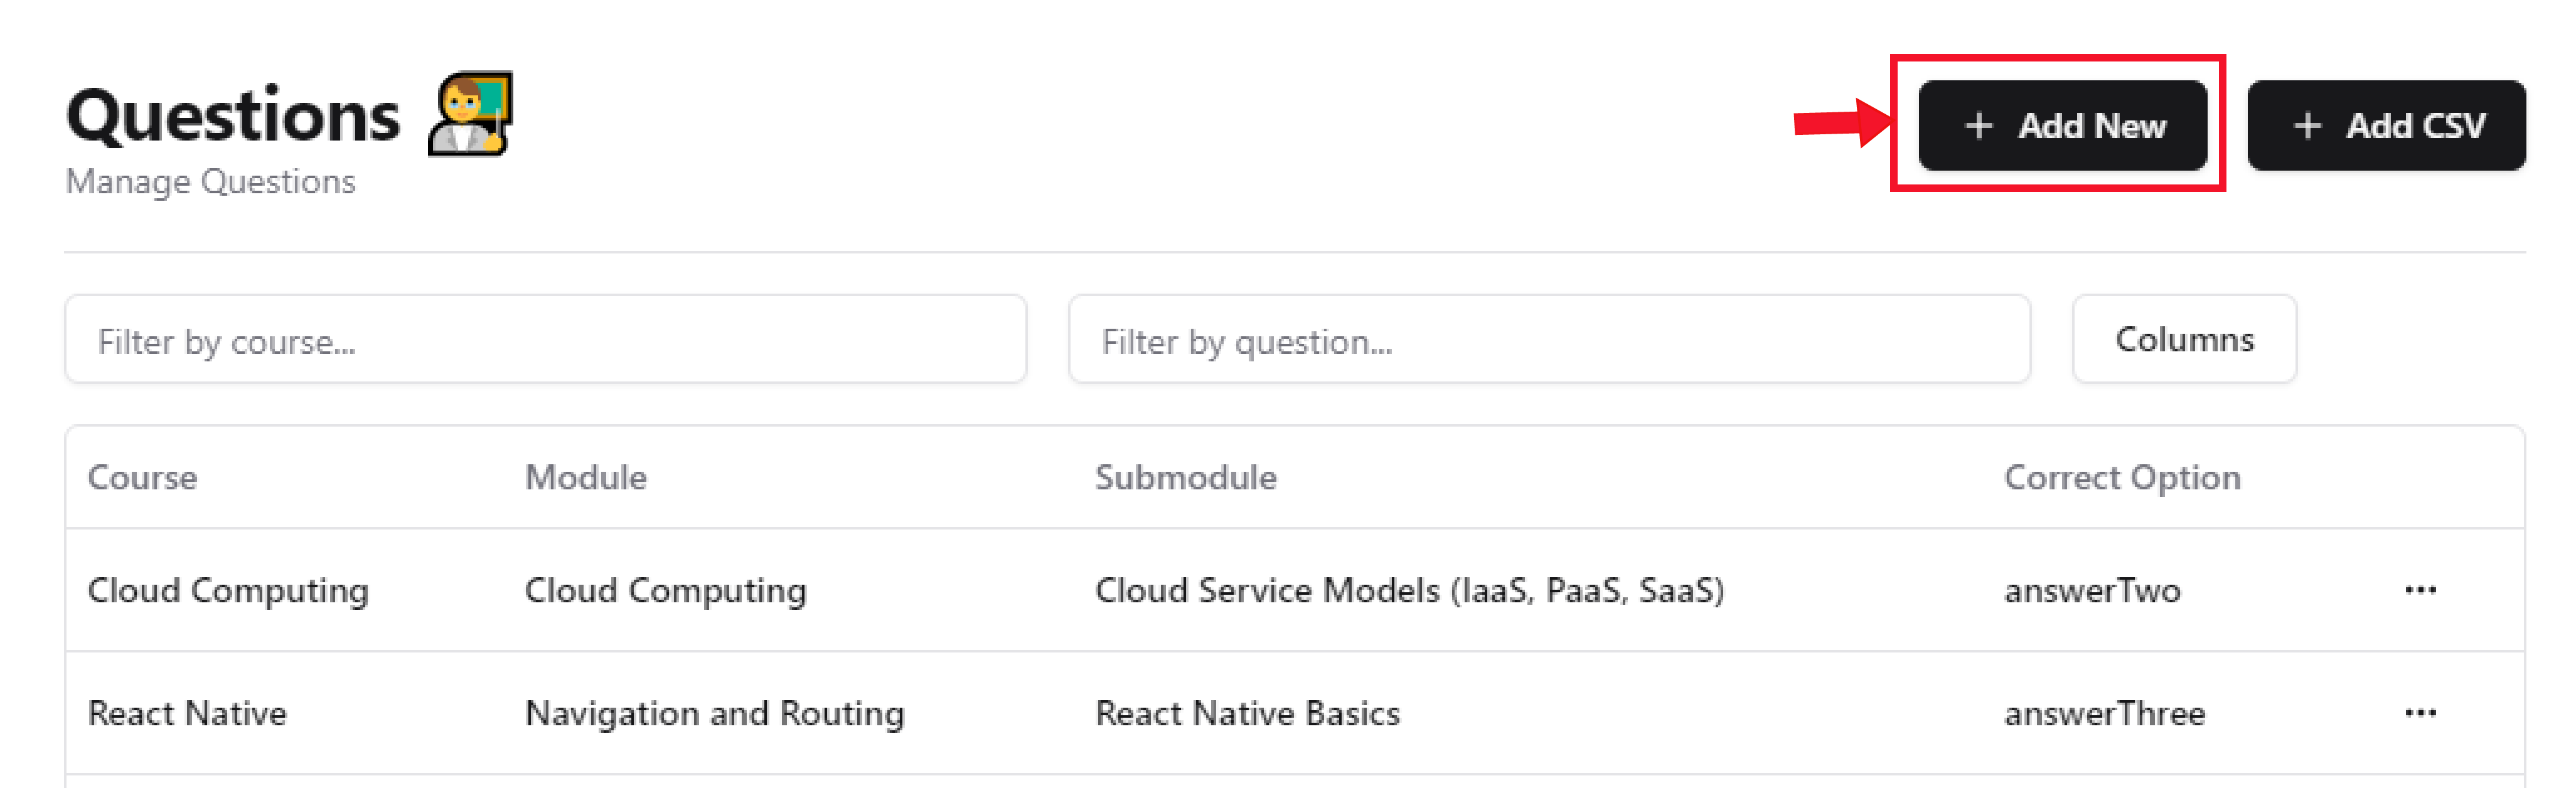 Questions
Manage Questions
+ Add New
+ Add CSV
Filter by course...
Filter by question...
Columns
Course Module Submodule Correct Option
Cloud Computing Cloud Computing Cloud Service Models (IaaS, PaaS, SaaS) answerTwo ...
React Native Navigation and Routing React Native Basics answerThree ...